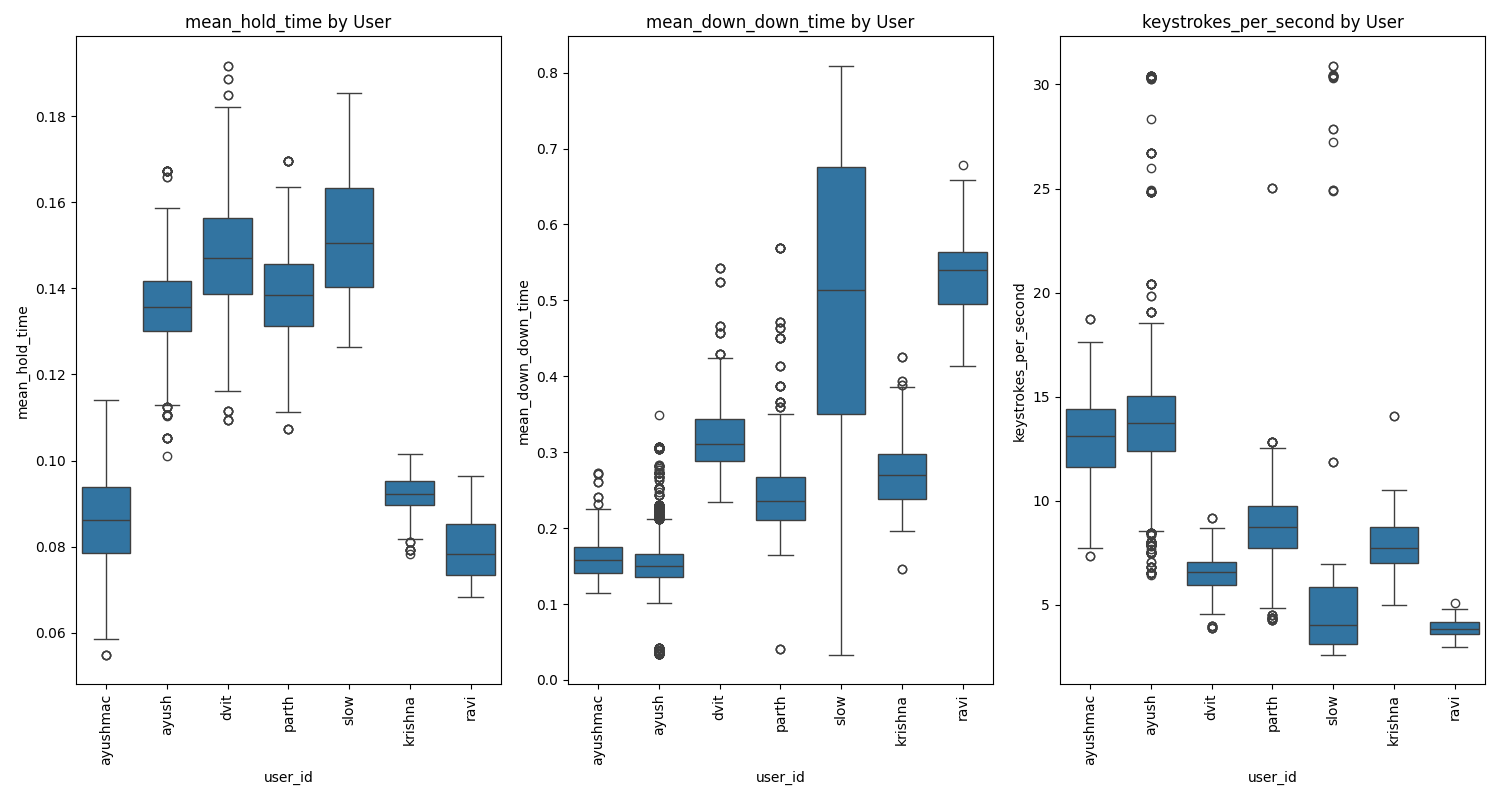 mean_hold_time by User
mean_hold_time
0.18
0.16
0.14
0.12
0.10
0.08
0.06
ayushmac
ayush
dvit
parth
slow
krishna
ravi
user_id
mean_down_down_time by User
mean_down_down_time
0.8
0.7
0.6
0.5
0.4
0.3
0.2
0.1
0.0
ayushmac
ayush
dvit
parth
slow
krishna
ravi
user_id
keystrokes_per_second by User
keystrokes_per_second
30
25
20
15
10
5
ayushmac
ayush
dvit
parth
slow
krishna
ravi
user_id